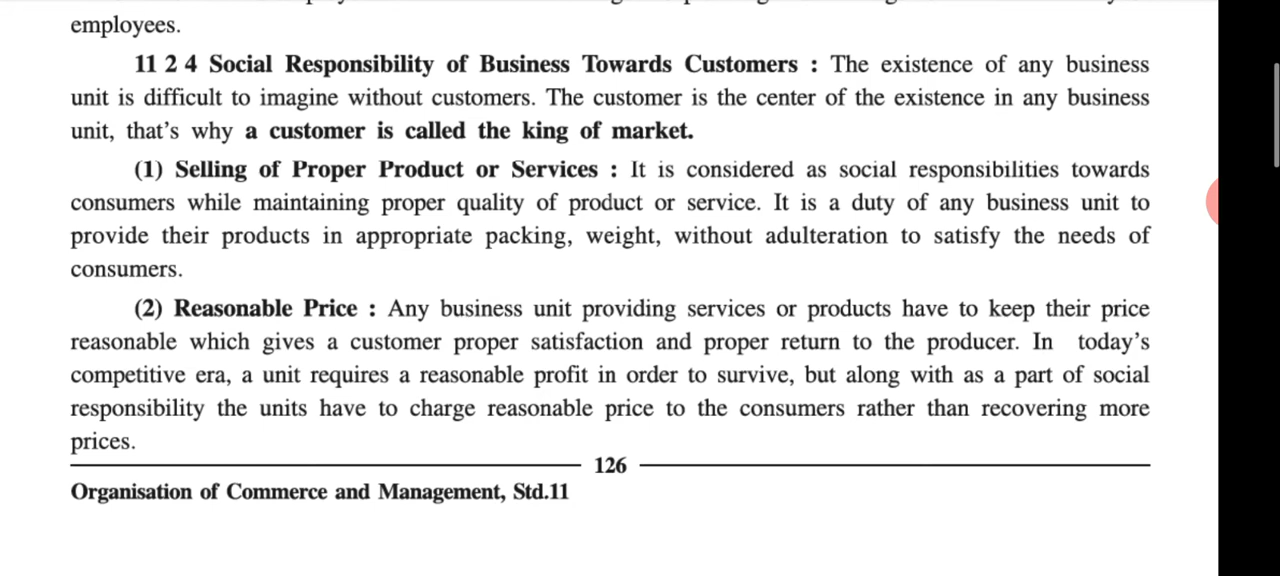 employees.
11 2 4 Social Responsibility of Business Towards Customers : The existence of any business
unit is difficult to imagine without customers. The customer is the center of the existence in any business
unit, that's why a customer is called the king of market.
(1) Selling of Proper Product or Services : It is considered as social responsibilities towards
consumers while maintaining proper quality of product or service. It is a duty of any business unit to
provide their products in appropriate packing, weight, without adulteration to satisfy the needs of
consumers.
(2) Reasonable Price : Any business unit providing services or products have to keep their price
reasonable which gives a customer proper satisfaction and proper return to the producer. In today's
competitive era, a unit requires a reasonable profit in order to survive, but along with as a part of social
responsibility the units have to charge reasonable price to the consumers rather than recovering more
prices.
126
Organisation of Commerce and Management, Std.11